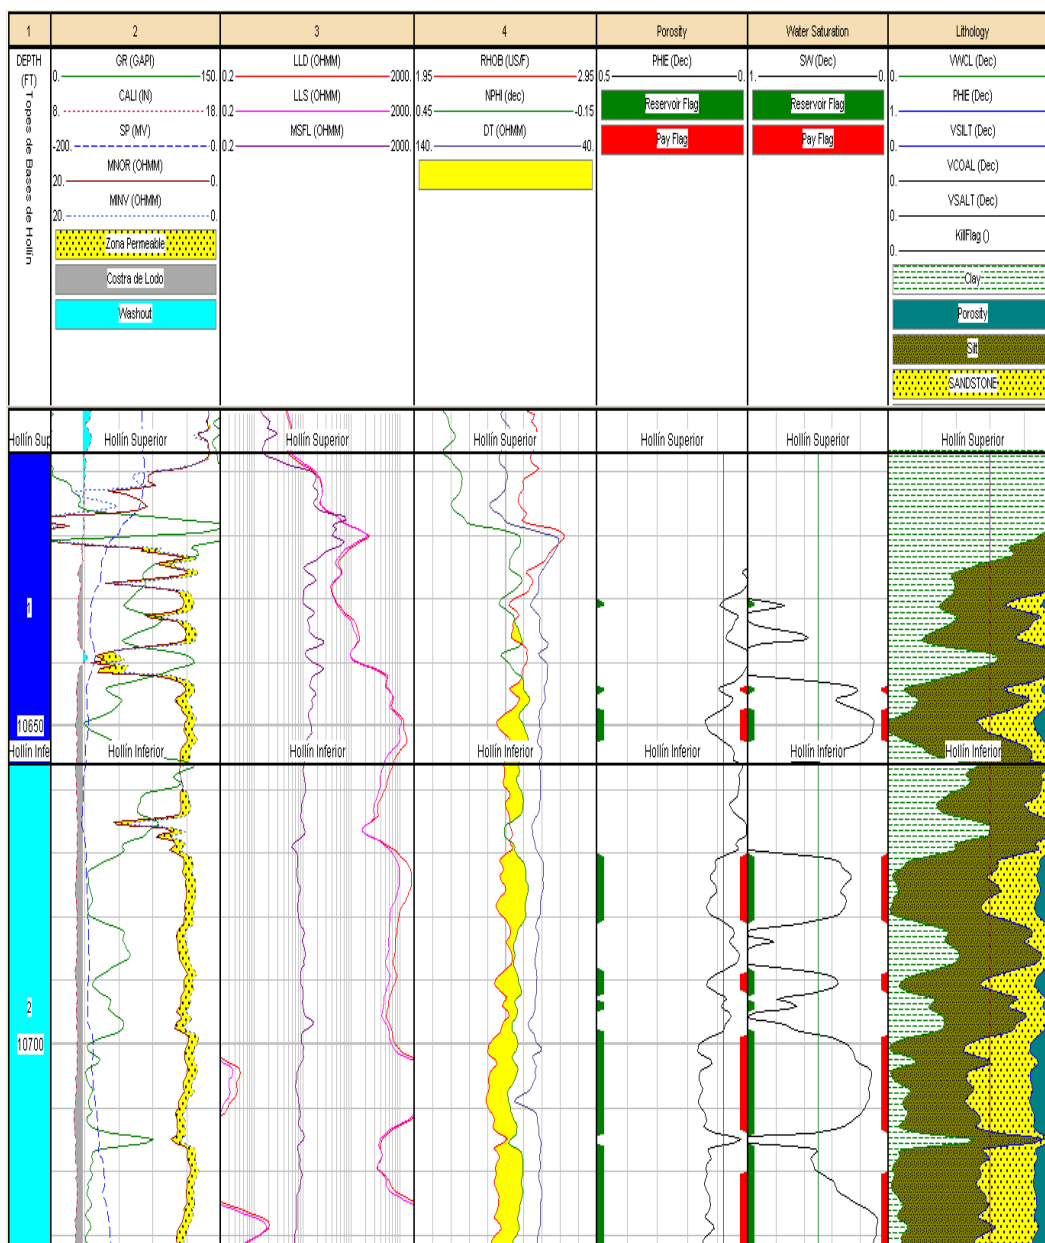 1 2 3 4 Porosity Water Saturation Lithology
DEPTH (FT)
Topes de Bases de Hollín
GR (GAPI)
0. 150.
CALI (IN)
8. 18.
SP (MV)
-200. 0.
MNOR (OHMM)
20. 0.
MINV (OHMM)
20. 0.
Zona Permeable
Costra de Lodo
Washout
LLD (OHMM)
0.2 2000.
LLS (OHMM)
0.2 2000.
MSFL (OHMM)
0.2 2000.
RHOB (US/F)
1.95 2.95
NPHI (dec)
0.45 -0.15
DT (OHMM)
140. 40.
PHIE (Dec)
0.5 0.
Reservoir Flag
Pay Flag
SW (Dec)
1. 0.
Reservoir Flag
Pay Flag
VWCL (Dec)
0.
PHIE (Dec)
1.
VSILT (Dec)
0.
VCOAL (Dec)
0.
VSALT (Dec)
0.
KillFlag ()
0.
Clay
Porosity
Silt
SANDSTONE
Hollín Sup Hollín Superior Hollín Superior Hollín Superior Hollín Superior Hollín Superior Hollín Superior
1
10650
Hollín Infe Hollín Inferior Hollín Inferior Hollín Inferior Hollín Inferior Hollín Inferior Hollín Inferior
2
10700